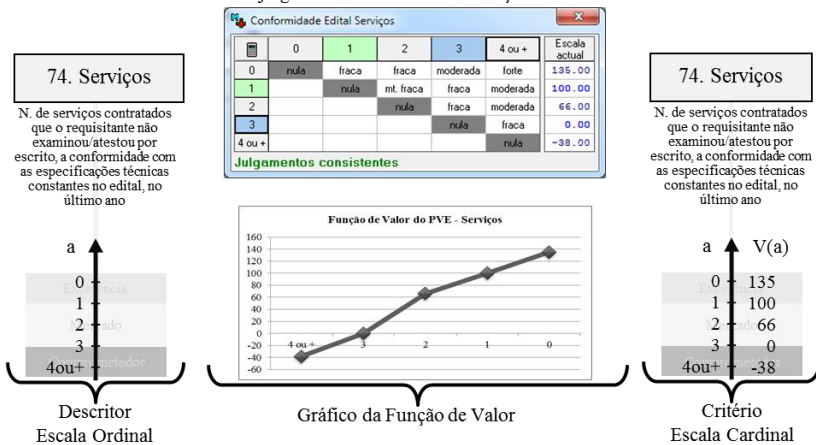 Conformidade Edital Serviços
0 1 2 3 4 ou + Escala actual
0 nula fraca fraca moderada forte 135.00
1 nula mt. fraca fraca moderada 100.00
2 nula fraca moderada 66.00
3 nula fraca 0.00
4 ou + nula -38.00
Julgamentos consistentes
74. Serviços
N. de serviços contratados
que o requisitante não
examinou/atestou por
escrito, a conformidade com
as especificações técnicas
constantes no edital, no
último ano
a
0
1
2
3
4ou+
Descritor
Escala Ordinal
Função de Valor do PVE - Serviços
160
140
120
100
80
60
40
20
0
-20
-40
-60
4 ou + 3 2 1 0
Gráfico da Função de Valor
74. Serviços
N. de serviços contratados
que o requisitante não
examinou/atestou por
escrito, a conformidade com
as especificações técnicas
constantes no edital, no
último ano
a V(a)
0 135
1 100
2 66
3 0
4ou+ -38
Critério
Escala Cardinal